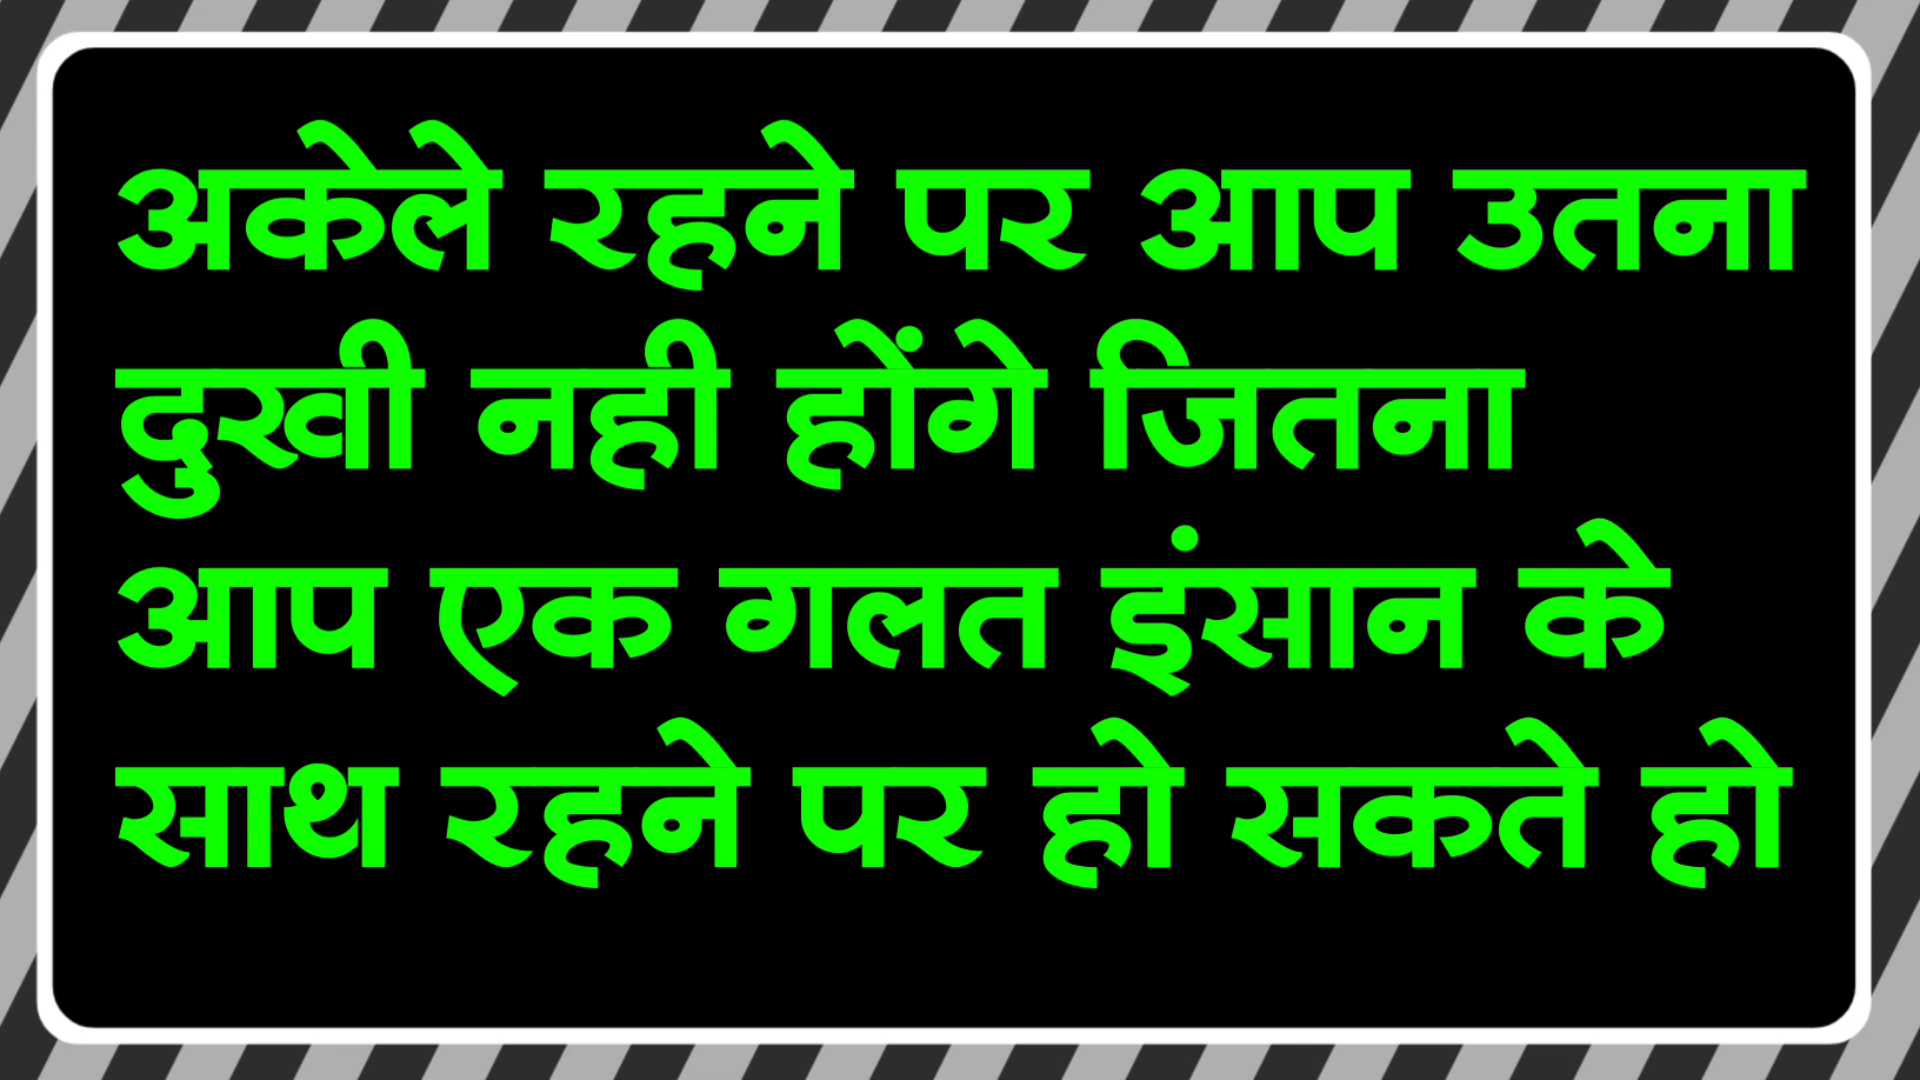 अकेले रहने पर आप उतना
दुखी नही होंगे जितना
आप एक गलत इंसान के
साथ रहने पर हो सकते हो